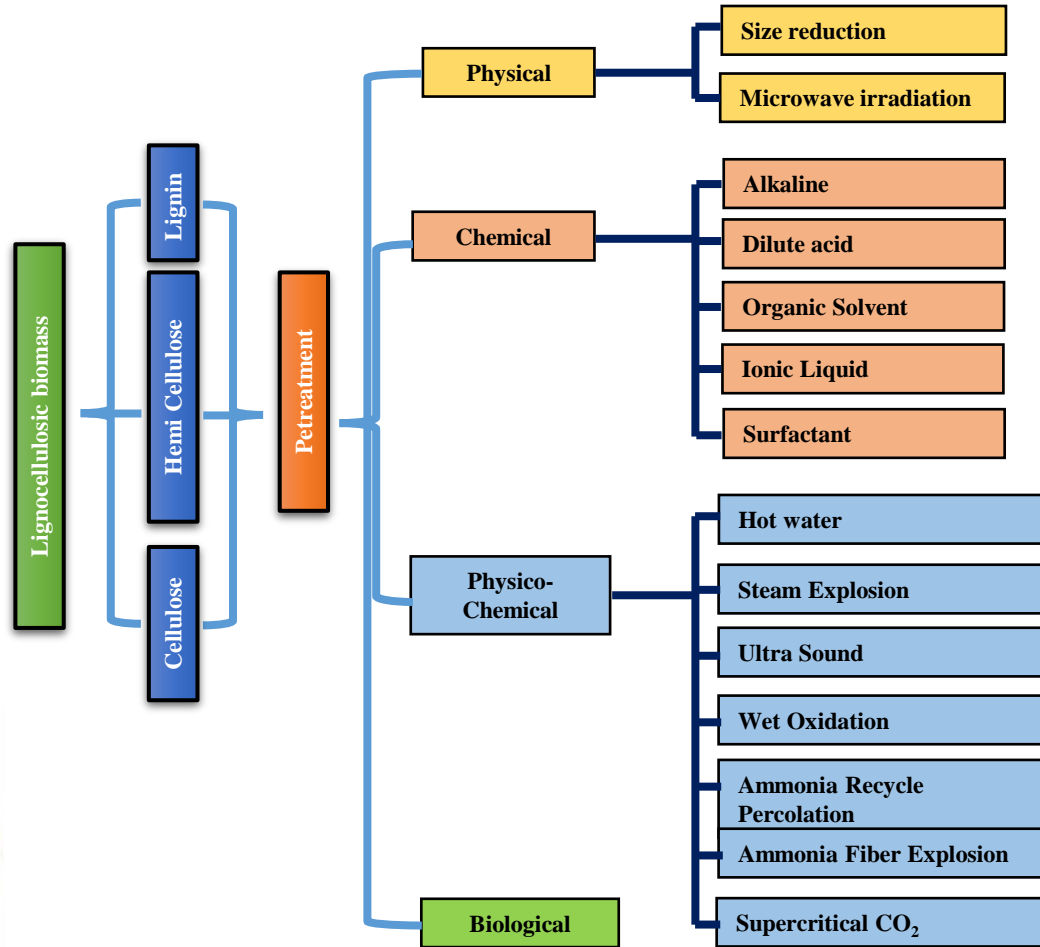 Lignocellulosic biomass
Lignin
Hemi Cellulose
Cellulose
Petreatment
Physical
Size reduction
Microwave irradiation
Chemical
Alkaline
Dilute acid
Organic Solvent
Ionic Liquid
Surfactant
Physico-
Chemical
Hot water
Steam Explosion
Ultra Sound
Wet Oxidation
Ammonia Recycle
Percolation
Ammonia Fiber Explosion
Supercritical CO₂
Biological